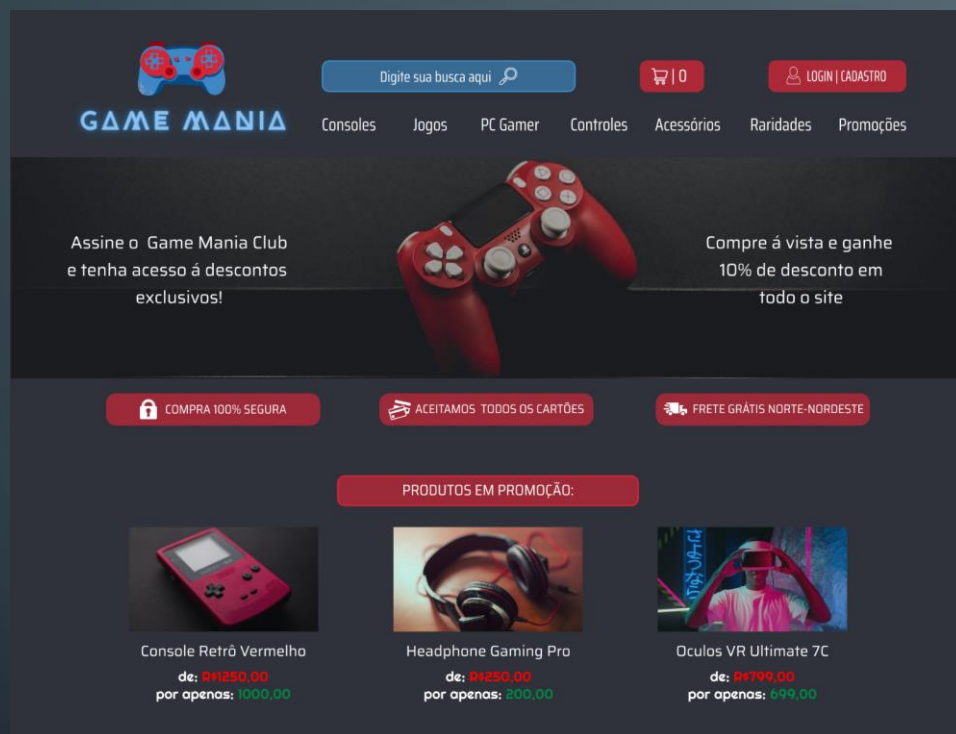 Digite sua busca aqui
| 0
LOGIN | CADASTRO
GAME MANIA
Consoles Jogos PC Gamer Controles Acessórios Raridades Promoções
Assine o Game Mania Club
e tenha acesso á descontos
exclusivos!
Compre á vista e ganhe
10% de desconto em
todo o site
COMPRA 100% SEGURA
ACEITAMOS TODOS OS CARTÕES
FRETE GRÁTIS NORTE-NORDESTE
PRODUTOS EM PROMOÇÃO:
Console Retrô Vermelho
de: R$1250,00
por apenas: 1000,00
Headphone Gaming Pro
de: R$250,00
por apenas: 200,00
Oculos VR Ultimate 7C
de: R$799,00
por apenas: 699,00